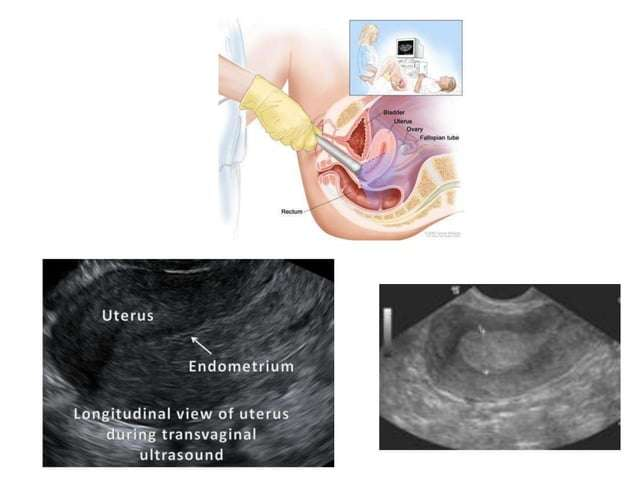 Bladder
Uterus
Ovary
Fallopian tube
Rectum
Uterus
Endometrium
Longitudinal view of uterus
during transvaginal
ultrasound